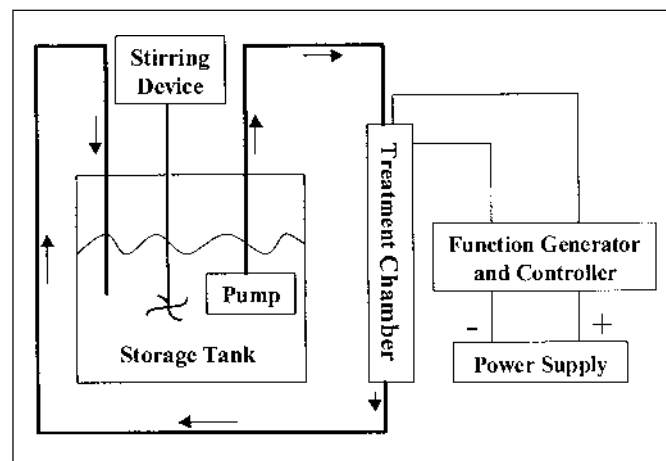 Stirring
Device
Treatment Chamber
Function Generator
and Controller
Pump
Storage Tank
- +
Power Supply